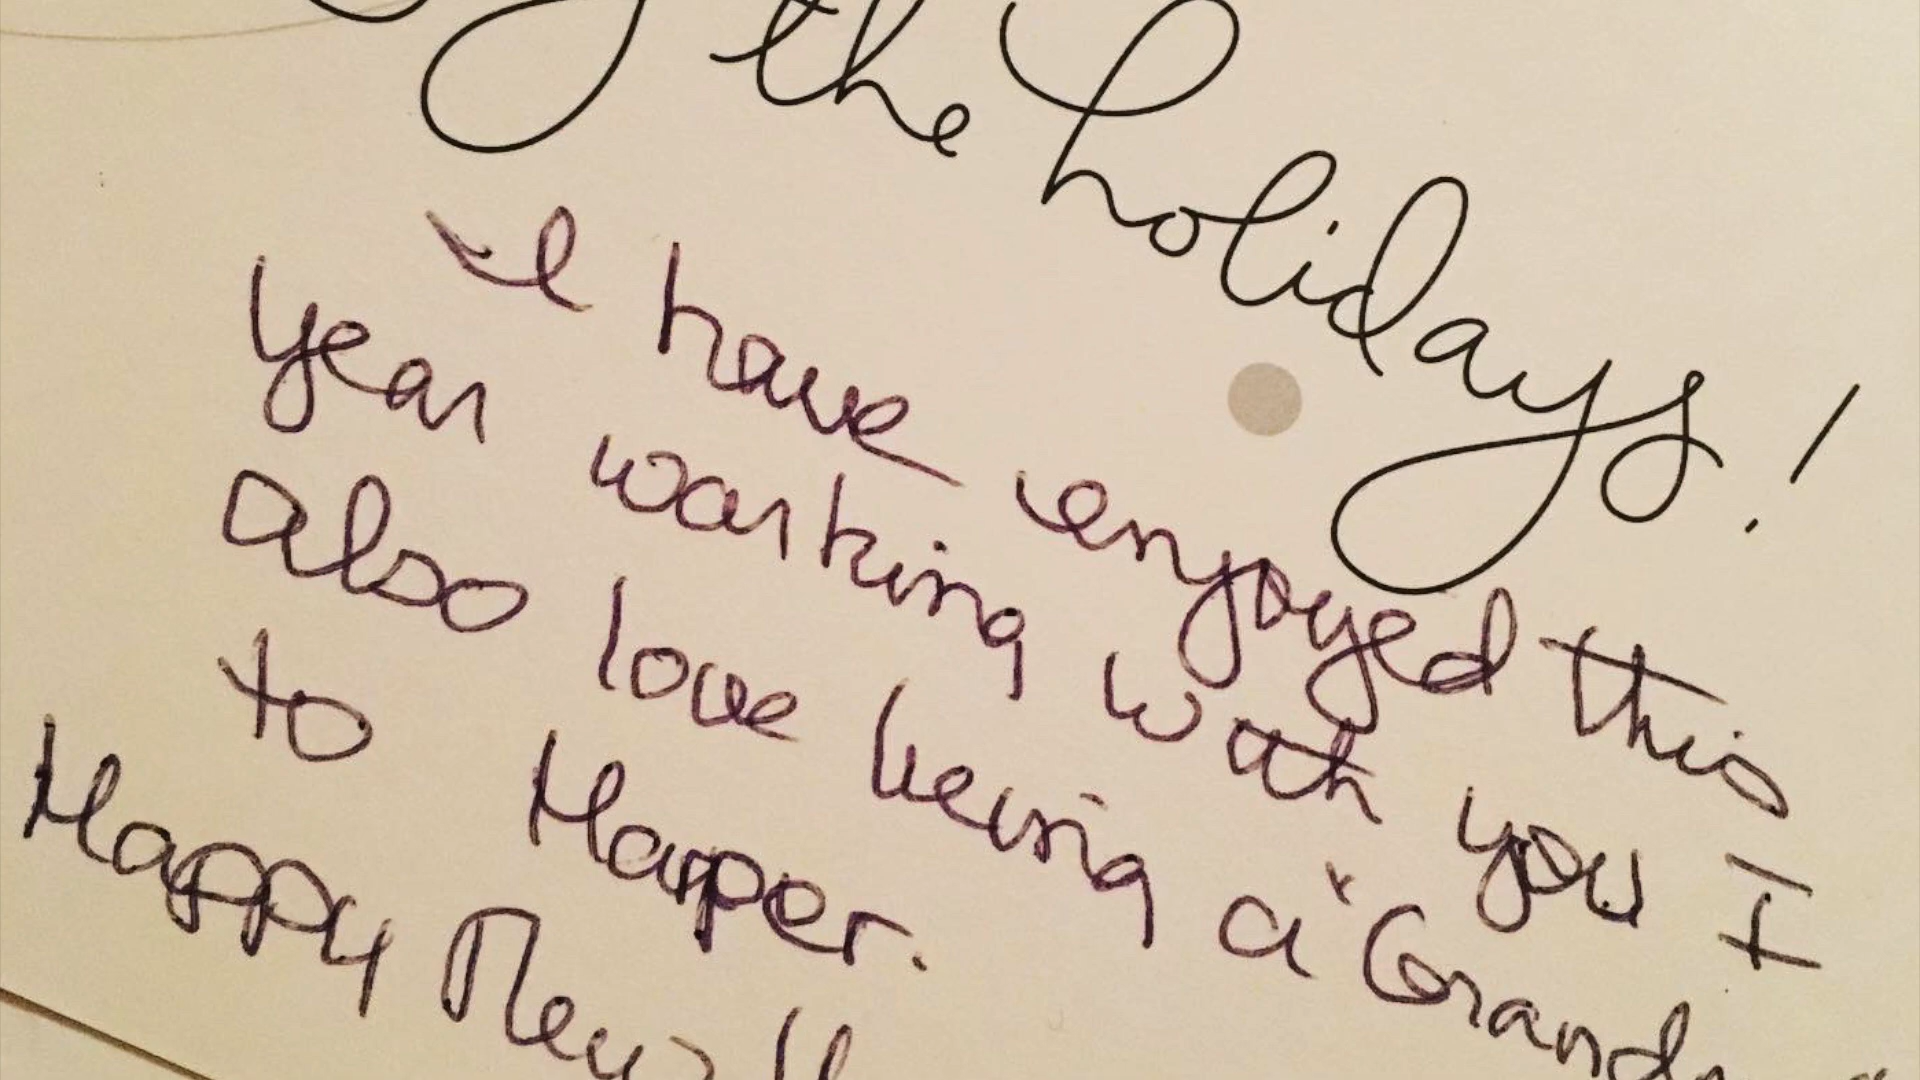 the holidays!
I have enjoyed this
year working with you I
also love being a "Grand
to Harper.
Happy New